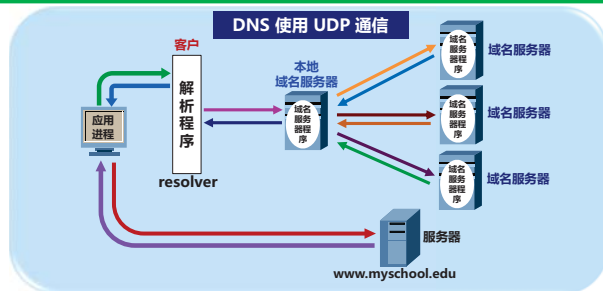 DNS 使用 UDP 通信
客户
解
析
程
序
resolver
应用
进程
本地
域名服务器
域名
服务
器程
序
域名
服务
器程
序
域名服务器
域名
服务
器程
序
域名服务器
域名
服务
器程
序
域名服务器
服务器
www.myschool.edu